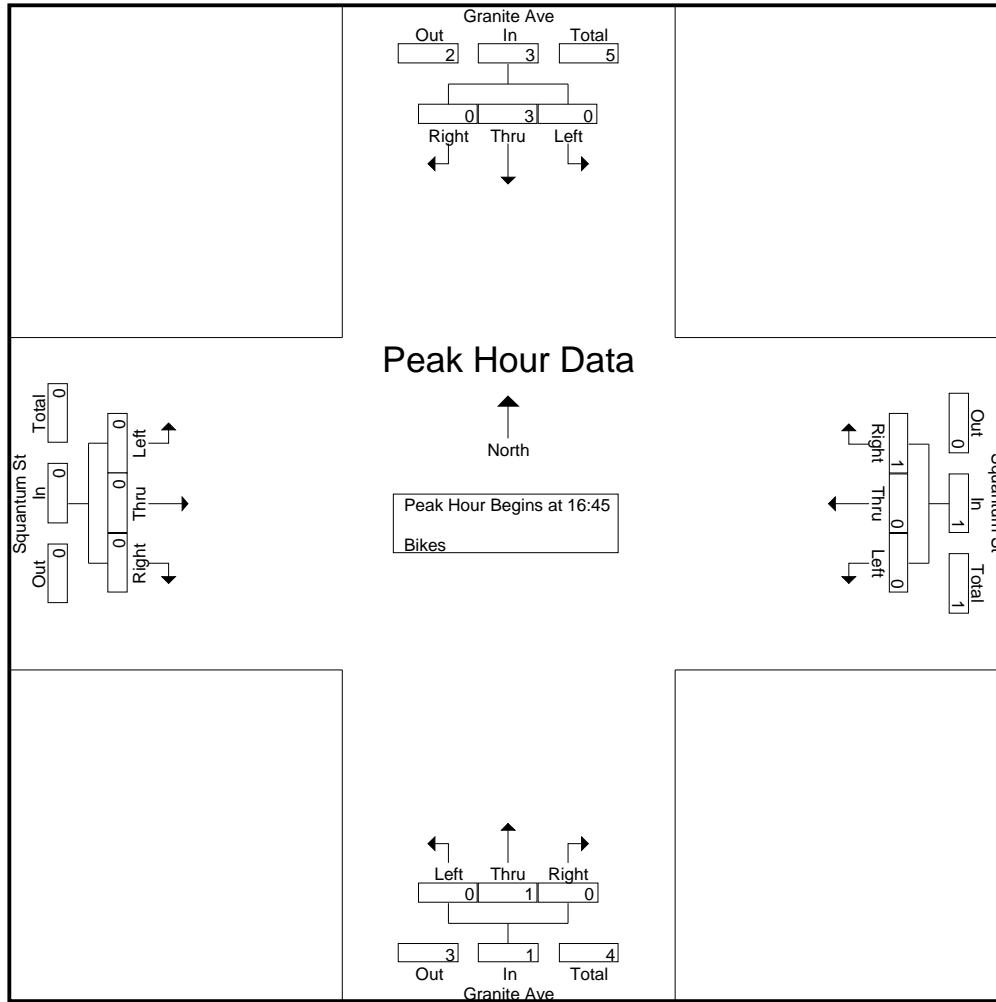 Granite Ave
Out In Total
2 3 5
0 3 0
Right Thru Left
Peak Hour Data
North
Peak Hour Begins at 16:45
Bikes
Squantum St
Total In Out
0 0 0
0 0 0
Left Thru Right
Right Thru Left
1 0 0
0 1 1
Out In Total
Squantum St
Left Thru Right
0 1 0
3 1 4
Out In Total
Granite Ave